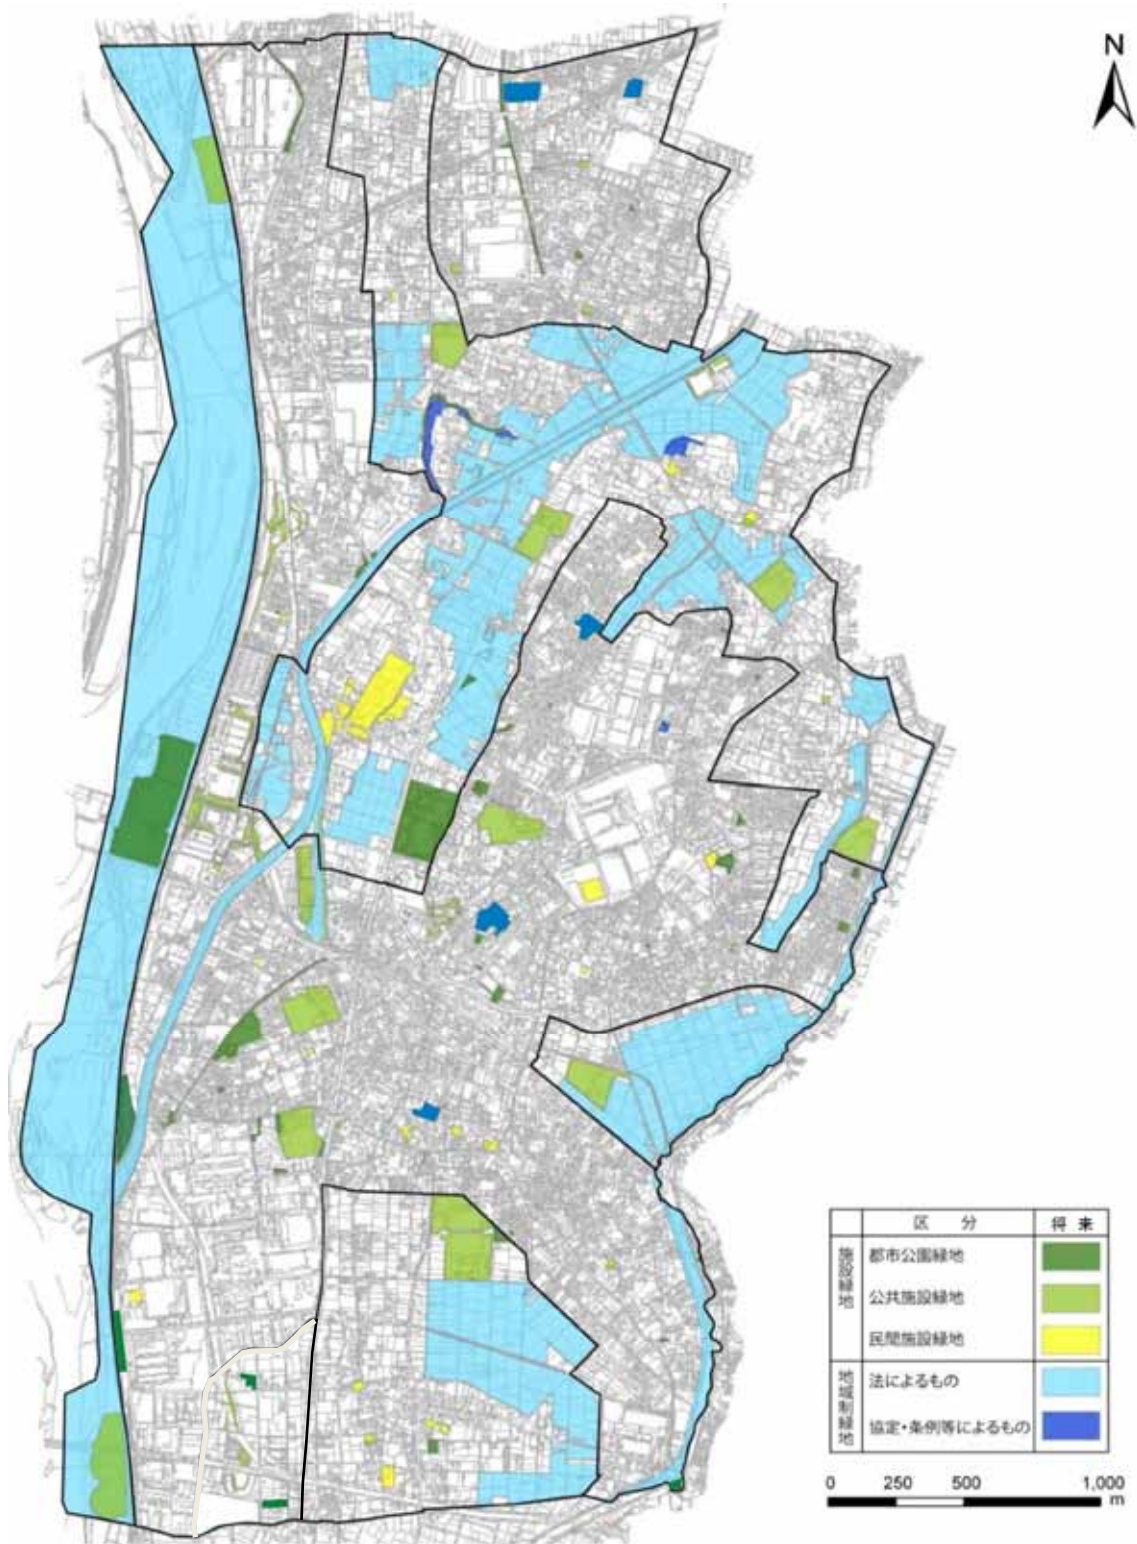 N
区分 将来
施設緑地
都市公園緑地
公共施設緑地
民間施設緑地
地域制緑地
法によるもの
協定・条例等によるもの
0 250 500 1,000
m